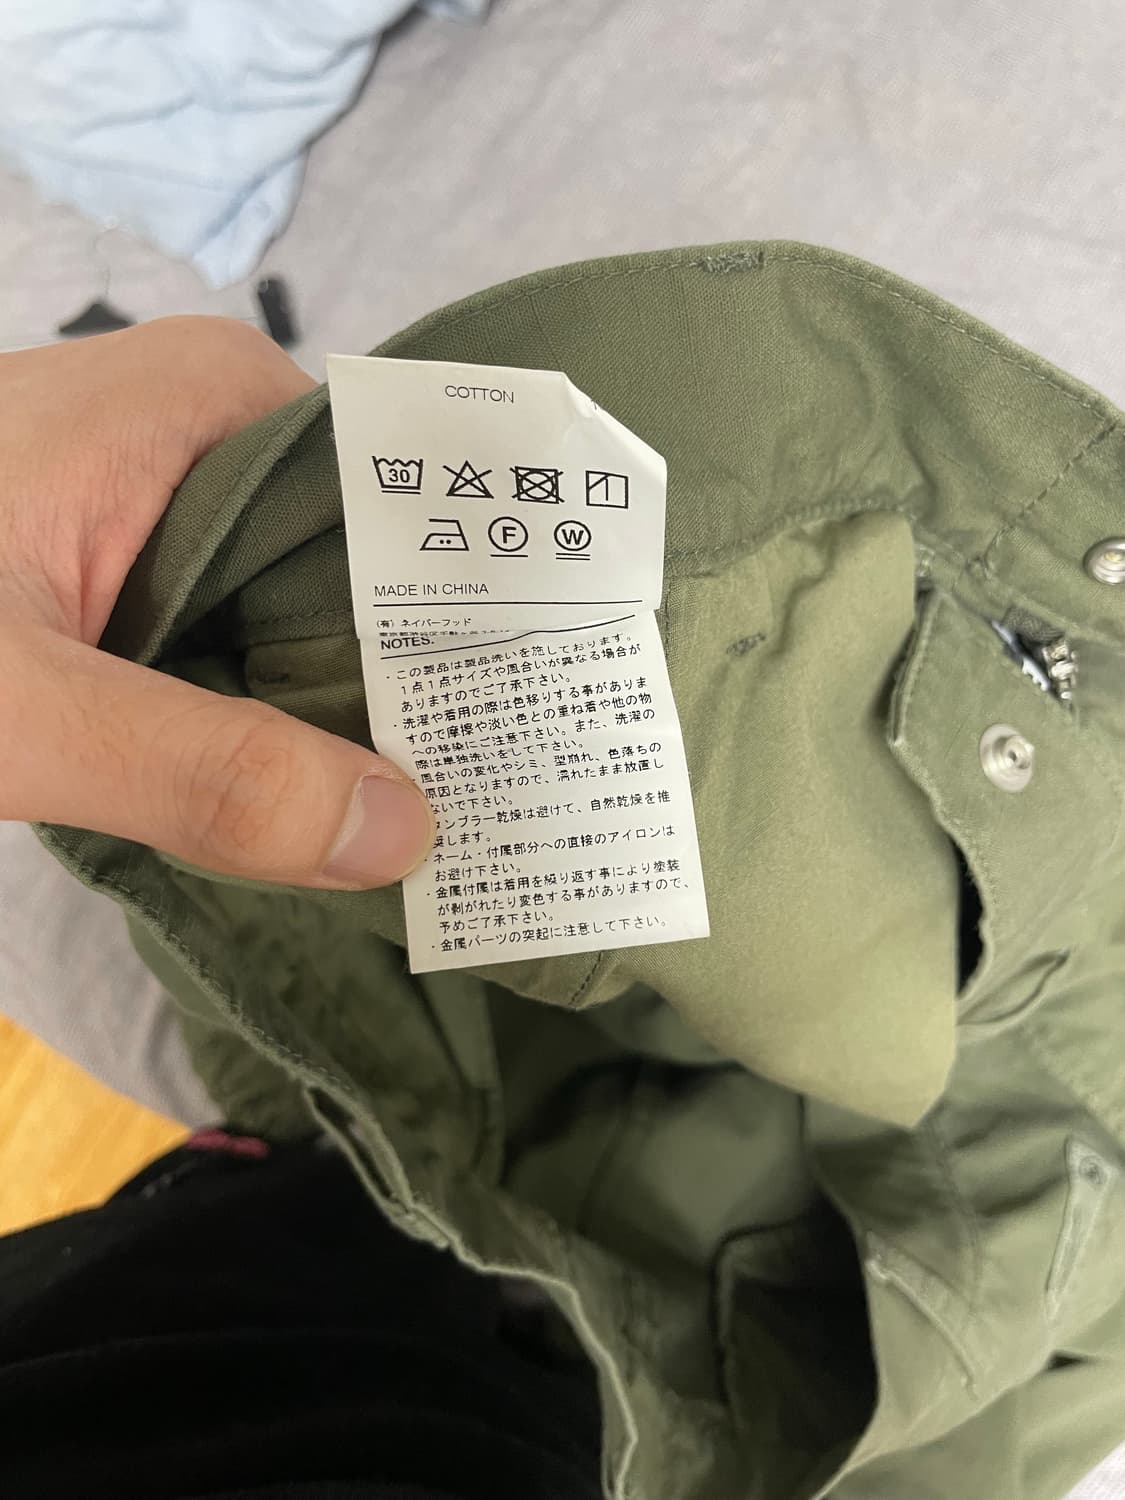 COTTON
30
F
W
MADE IN CHINA
(有) ネイバーフッド
東京都渋谷区千駄ヶ谷
NOTES.
・この製品は製品洗いを施しております。
1点1点サイズや風合いが異なる場合が
ありますのでご了承下さい。
・洗濯や着用の際は色移りする事がありま
すので摩擦や淡い色との重ね着や他の物
への移染にご注意下さい。また、洗濯の
際は単独洗いをして下さい。
・風合いの変化やシミ、型崩れ、色落ちの
原因となりますので、濡れたまま放置し
ないで下さい。
タンブラー乾燥は避けて、自然乾燥を推
奨します。
・ネーム・付属部分への直接のアイロンは
お避け下さい。
・金属付属は着用を繰り返す事により塗装
が剥がれたり変色する事がありますので、
予めご了承下さい。
・金属パーツの突起に注意して下さい。